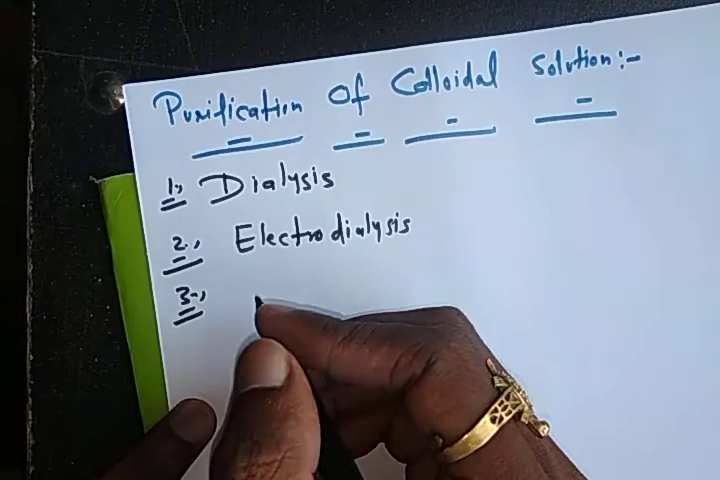 Purification Of Colloidal Solution:-
1., Dialysis
2., Electrodialysis
3.,